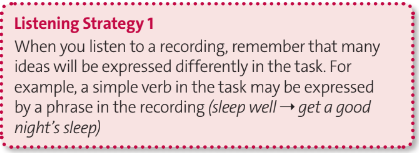 Listening Strategy 1
When you listen to a recording, remember that many
ideas will be expressed differently in the task. For
example, a simple verb in the task may be expressed
by a phrase in the recording (sleep well → get a good
night's sleep)